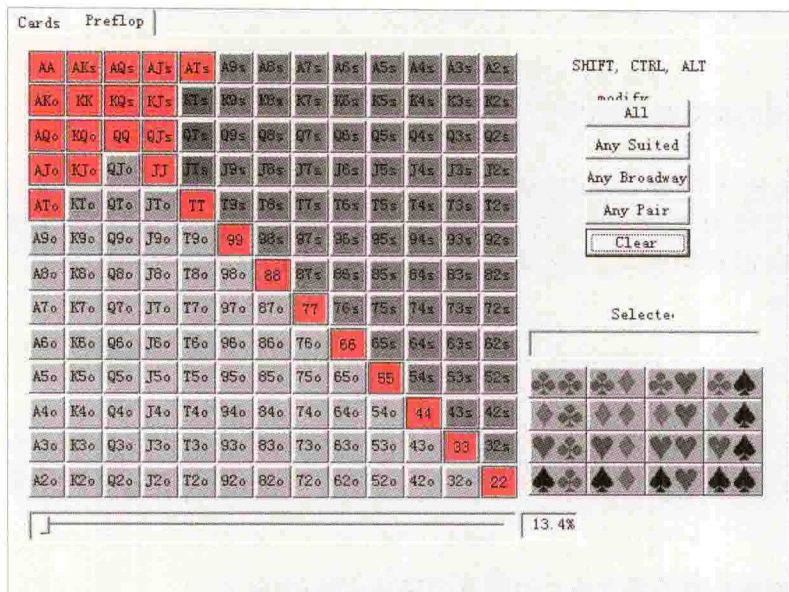 Cards Preflop
AA AKs AQs AJs ATs A9s A8s A7s A6s A5s A4s A3s A2s
SHIFT, CTRL, ALT
modify
AKo KK KQs KJs KTs K9s K8s K7s K6s K5s K4s K3s K2s
All
AQo KQo QQ QJs QTs Q9s Q8s Q7s Q6s Q5s Q4s Q3s Q2s
Any Suited
AJo KJo QJo JJ JTs J9s J8s J7s J6s J5s J4s J3s J2s
Any Broadway
ATo KTo QTo JTo TT T9s T8s T7s T6s T5s T4s T3s T2s
Any Pair
A9o K9o Q9o J9o T9o 99 98s 97s 96s 95s 94s 93s 92s
Clear
A8o K8o Q8o J8o T8o 98o 88 87s 86s 85s 84s 83s 82s
A7o K7o Q7o J7o T7o 97o 87o 77 76s 75s 74s 73s 72s
Selecte
A6o K6o Q6o J6o T6o 96o 86o 76o 66 65s 64s 63s 62s
A5o K5o Q5o J5o T5o 95o 85o 75o 65o 55 54s 53s 52s
A4o K4o Q4o J4o T4o 94o 84o 74o 64o 54o 44 43s 42s
A3o K3o Q3o J3o T3o 93o 83o 73o 63o 53o 43o 33 32s
A2o K2o Q2o J2o T2o 92o 82o 72o 62o 52o 42o 32o 22
13.4%